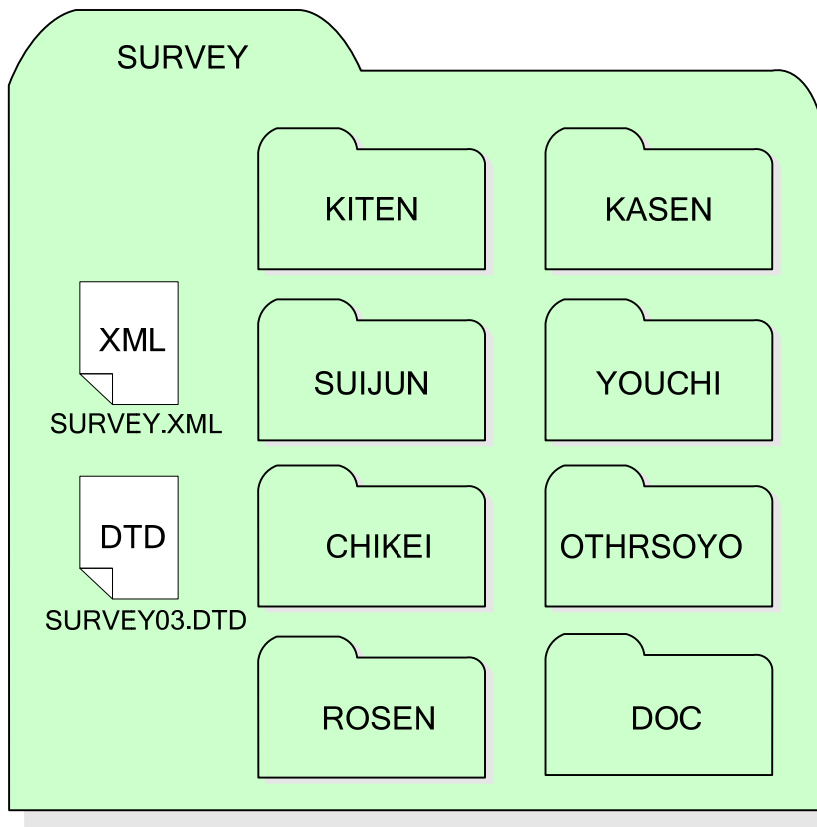 SURVEY
KITEN
KASEN
XML
SURVEY.XML
SUIJUN
YOUCHI
DTD
SURVEY03.DTD
CHIKEI
OTHRSOYO
ROSEN
DOC